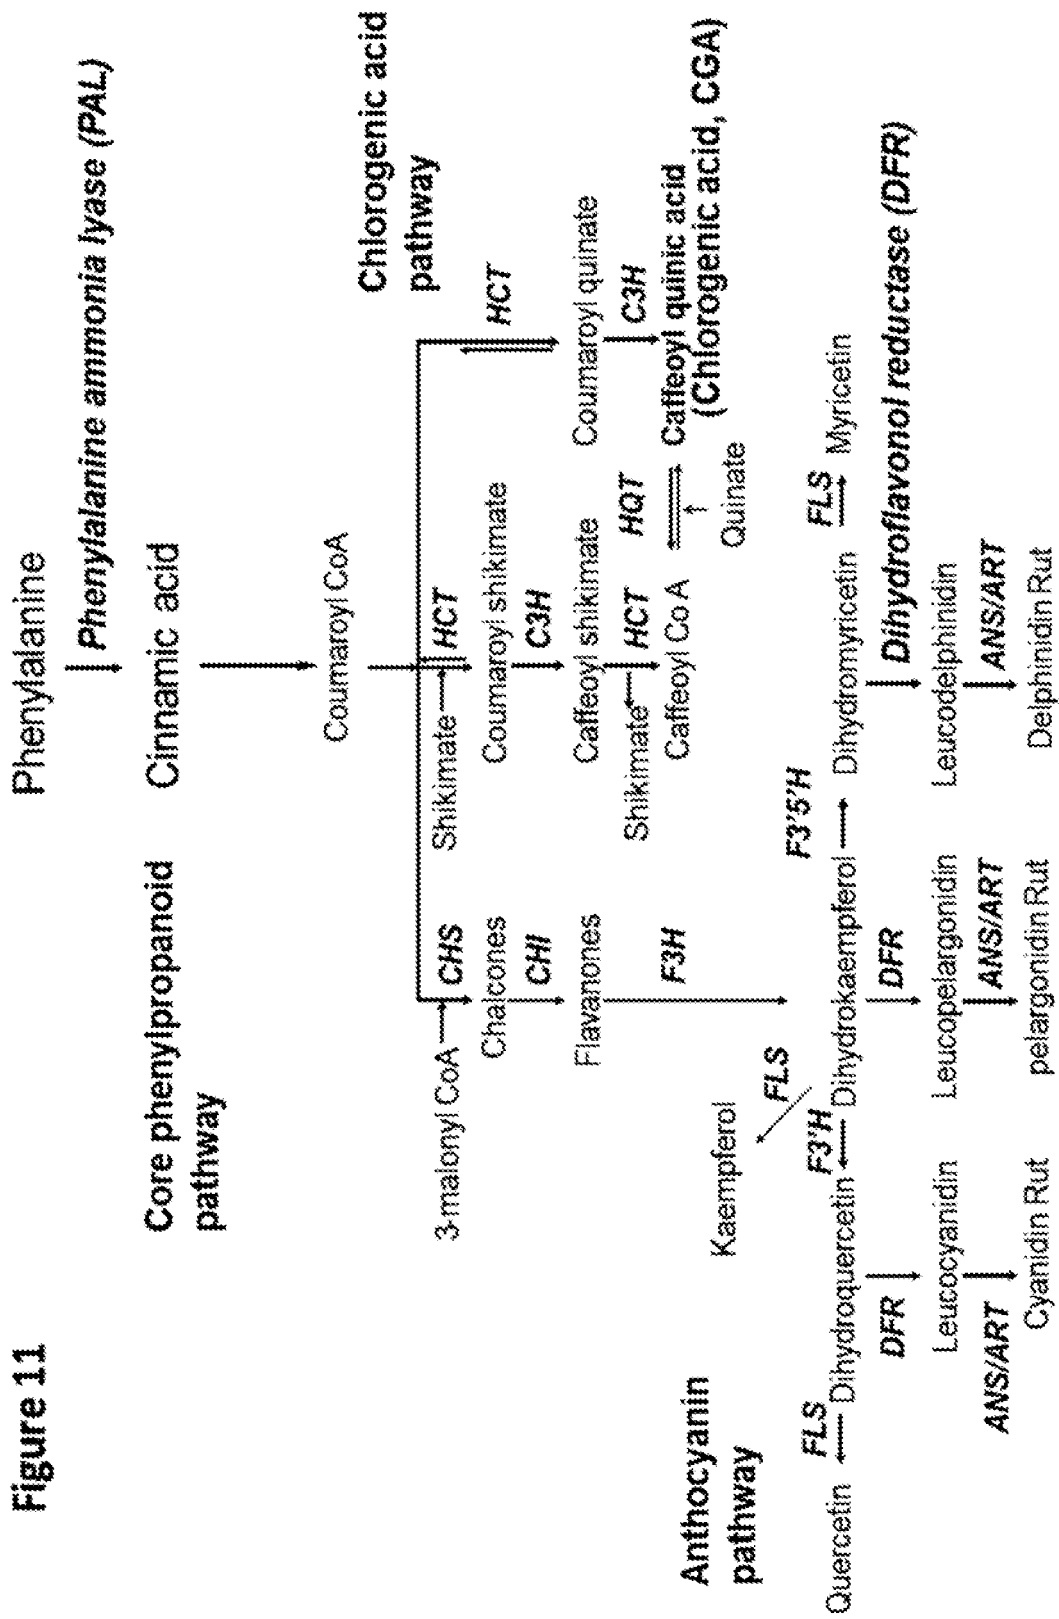 Figure 11
Phenylalanine
Phenylalanine ammonia lyase (PAL)
Core phenylpropanoid
pathway
Cinnamic acid
Coumaroyl CoA
Chlorogenic acid
pathway
3-malonyl CoA
CHS
Shikimate
HCT
HCT
Chalcones
Coumaroyl shikimate
CHI
C3H
Flavanones
Caffeoyl shikimate
Coumaroyl quinate
F3H
Shikimate
HCT
HQT
C3H
Caffeoyl Co A
Caffeoyl quinic acid
(Chlorogenic acid, CGA)
Quinate
Anthocyanin
pathway
Kaempferol
FLS
FLS
F3'H
F3'5'H
FLS
Quercetin
Dihydroquercetin
Dihydrokaempferol
Dihydromyricetin
Myricetin
DFR
DFR
Dihydroflavonol reductase (DFR)
Leucocyanidin
Leucopelargonidin
Leucodelphinidin
ANS/ART
ANS/ART
ANS/ART
Cyanidin Rut
pelargonidin Rut
Delphinidin Rut